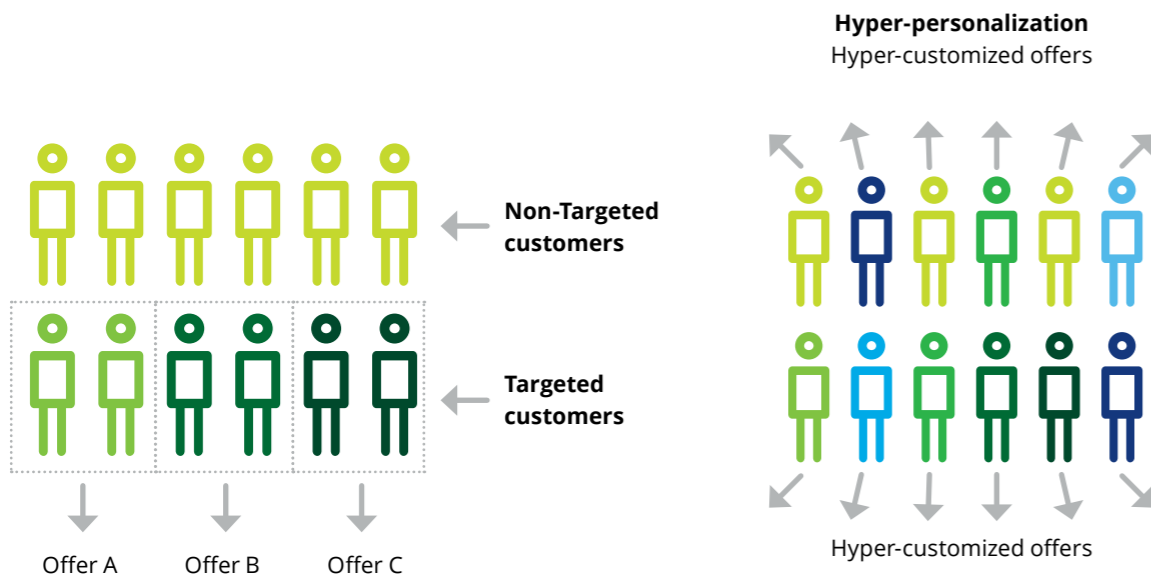 Hyper-personalization
Hyper-customized offers
Non-Targeted
customers
Targeted
customers
Offer A
Offer B
Offer C
Hyper-customized offers